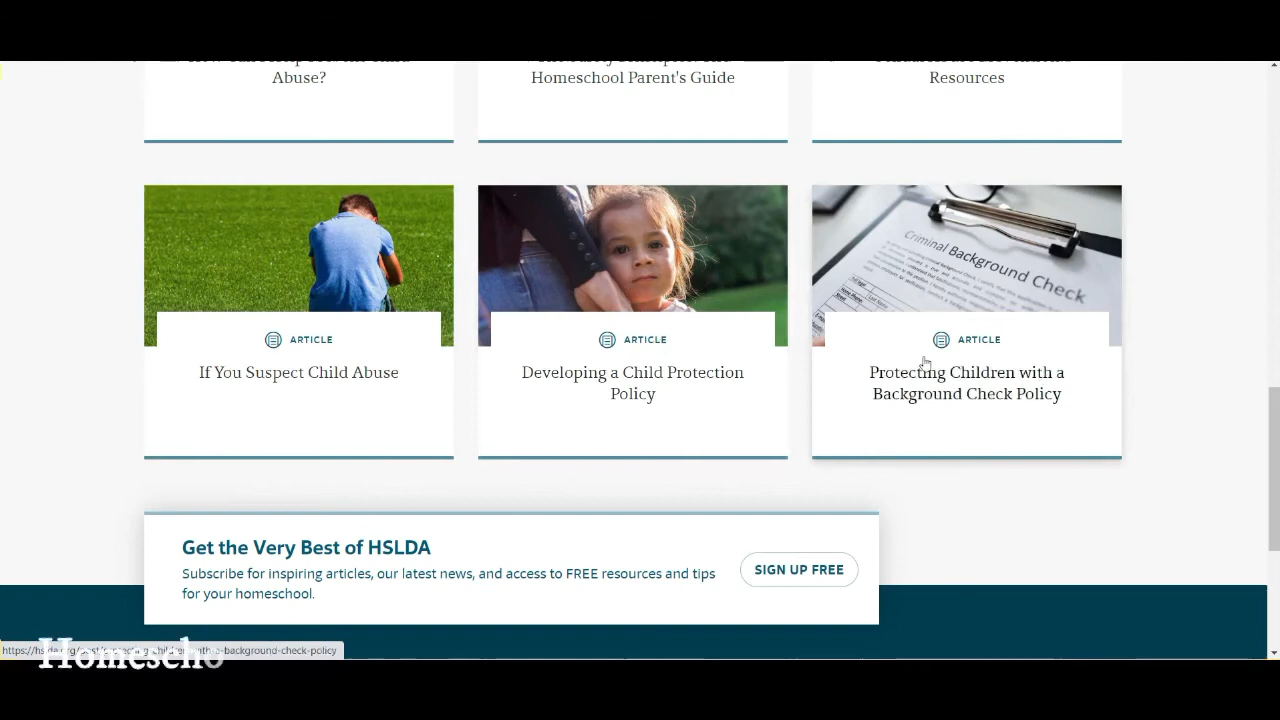 Abuse?
Homeschool Parent's Guide
Resources
Criminal Background Check
ARTICLE
If You Suspect Child Abuse
ARTICLE
Developing a Child Protection
Policy
ARTICLE
Protecting Children with a
Background Check Policy
Get the Very Best of HSLDA
Subscribe for inspiring articles, our latest news, and access to FREE resources and tips
for your homeschool.
SIGN UP FREE
Homescho